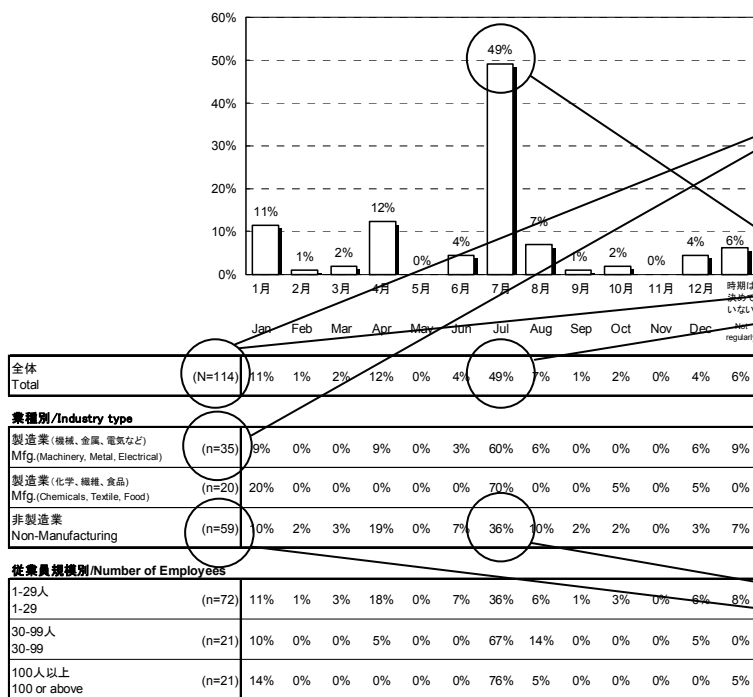 60%
50%
40%
30%
20%
10%
0%
11%
1%
2%
12%
0%
4%
49%
7%
1%
2%
0%
4%
6%
1月 2月 3月 4月 5月 6月 7月 8月 9月 10月 11月 12月
時期は
決めて
いない
Jan Feb Mar Apr May Jun Jul Aug Sep Oct Nov Dec
Not
regularly
全体
Total
(N=114) 11% 1% 2% 12% 0% 4% 49% 7% 1% 2% 0% 4% 6%
業種別/Industry type
製造業(機械、金属、電気など)
Mfg.(Machinery, Metal, Electrical)
(n=35) 9% 0% 0% 9% 0% 3% 60% 6% 0% 0% 0% 6% 9%
製造業(化学、繊維、食品)
Mfg.(Chemicals, Textile, Food)
(n=20) 20% 0% 0% 0% 0% 0% 70% 0% 0% 5% 0% 5% 0%
非製造業
Non-Manufacturing
(n=59) 10% 2% 3% 19% 0% 7% 36% 10% 2% 2% 0% 3% 7%
従業員規模別/Number of Employees
1-29人
1-29
(n=72) 11% 1% 3% 18% 0% 7% 36% 6% 1% 3% 0% 6% 8%
30-99人
30-99
(n=21) 10% 0% 0% 5% 0% 0% 67% 14% 0% 0% 0% 5% 0%
100人以上
100 or above
(n=21) 14% 0% 0% 0% 0% 0% 76% 5% 0% 0% 0% 0% 5%